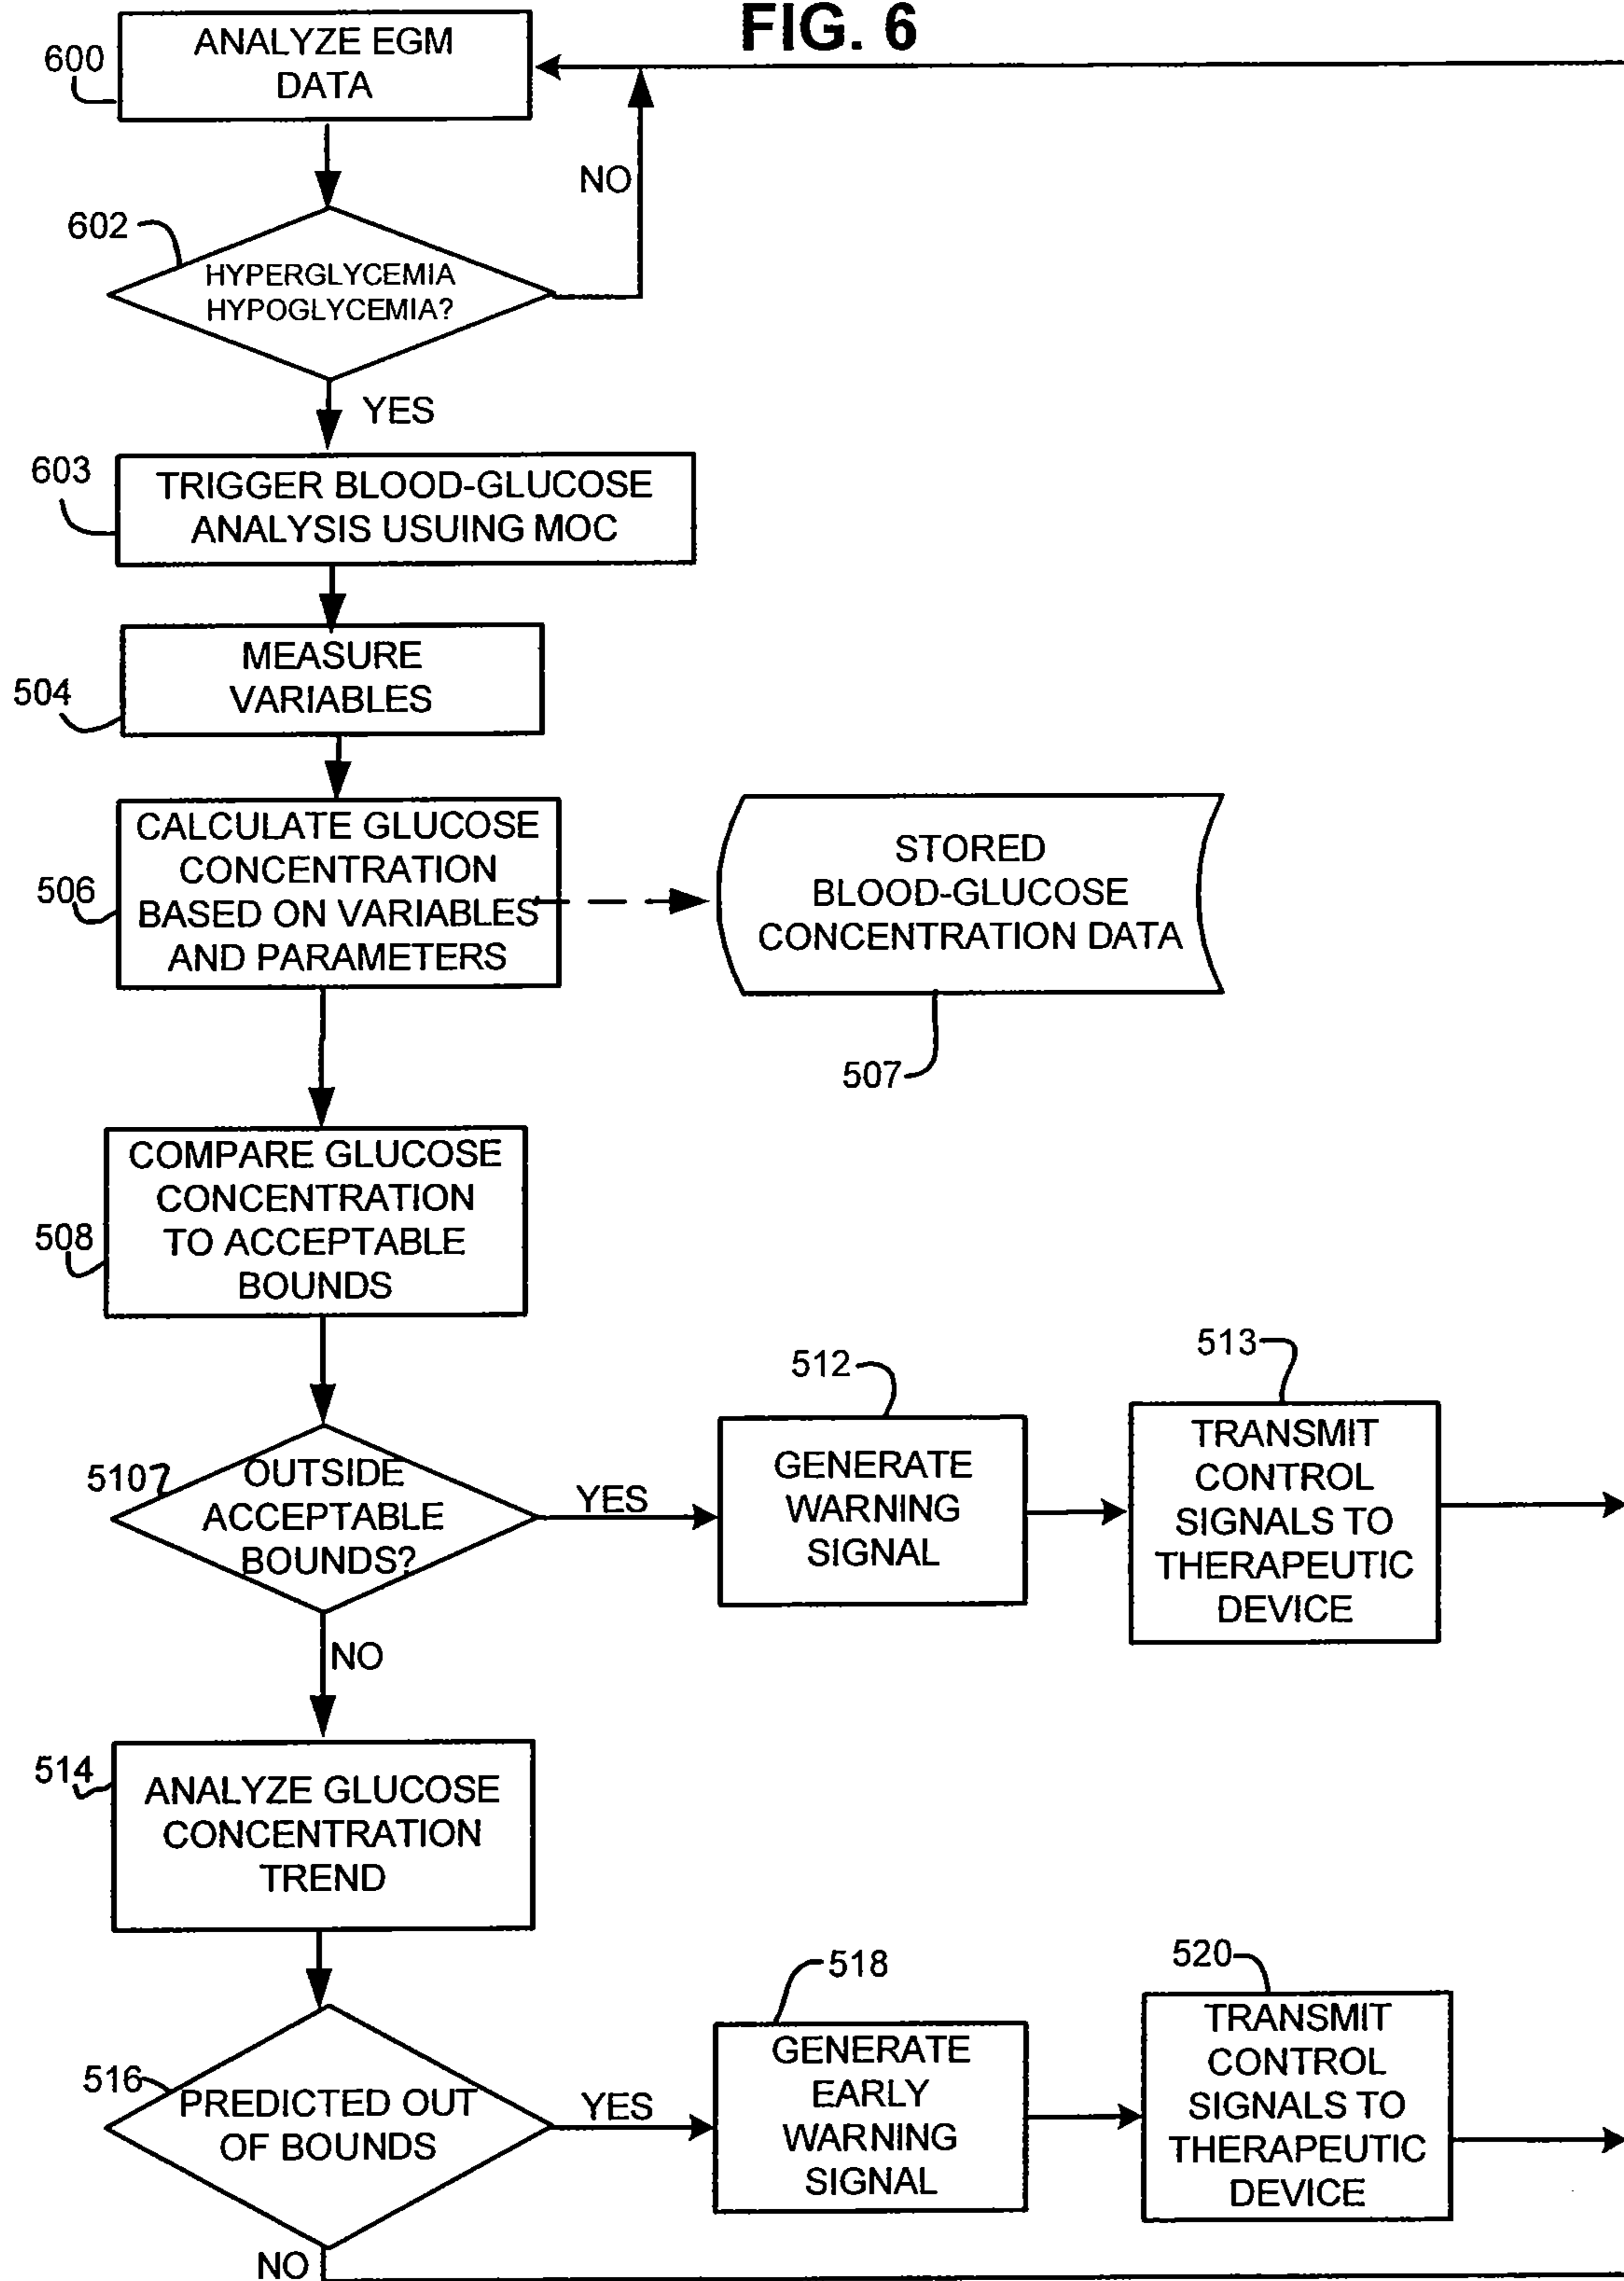 FIG. 6
600
ANALYZE EGM
DATA
NO
602
HYPERGLYCEMIA
HYPOGLYCEMIA?
YES
603
TRIGGER BLOOD-GLUCOSE
ANALYSIS USUING MOC
504
MEASURE
VARIABLES
506
CALCULATE GLUCOSE
CONCENTRATION
BASED ON VARIABLES
AND PARAMETERS
STORED
BLOOD-GLUCOSE
CONCENTRATION DATA
507
508
COMPARE GLUCOSE
CONCENTRATION
TO ACCEPTABLE
BOUNDS
510
OUTSIDE
ACCEPTABLE
BOUNDS?
YES
512
GENERATE
WARNING
SIGNAL
513
TRANSMIT
CONTROL
SIGNALS TO
THERAPEUTIC
DEVICE
NO
514
ANALYZE GLUCOSE
CONCENTRATION
TREND
516
PREDICTED OUT
OF BOUNDS
YES
518
GENERATE
EARLY
WARNING
SIGNAL
520
TRANSMIT
CONTROL
SIGNALS TO
THERAPEUTIC
DEVICE
NO